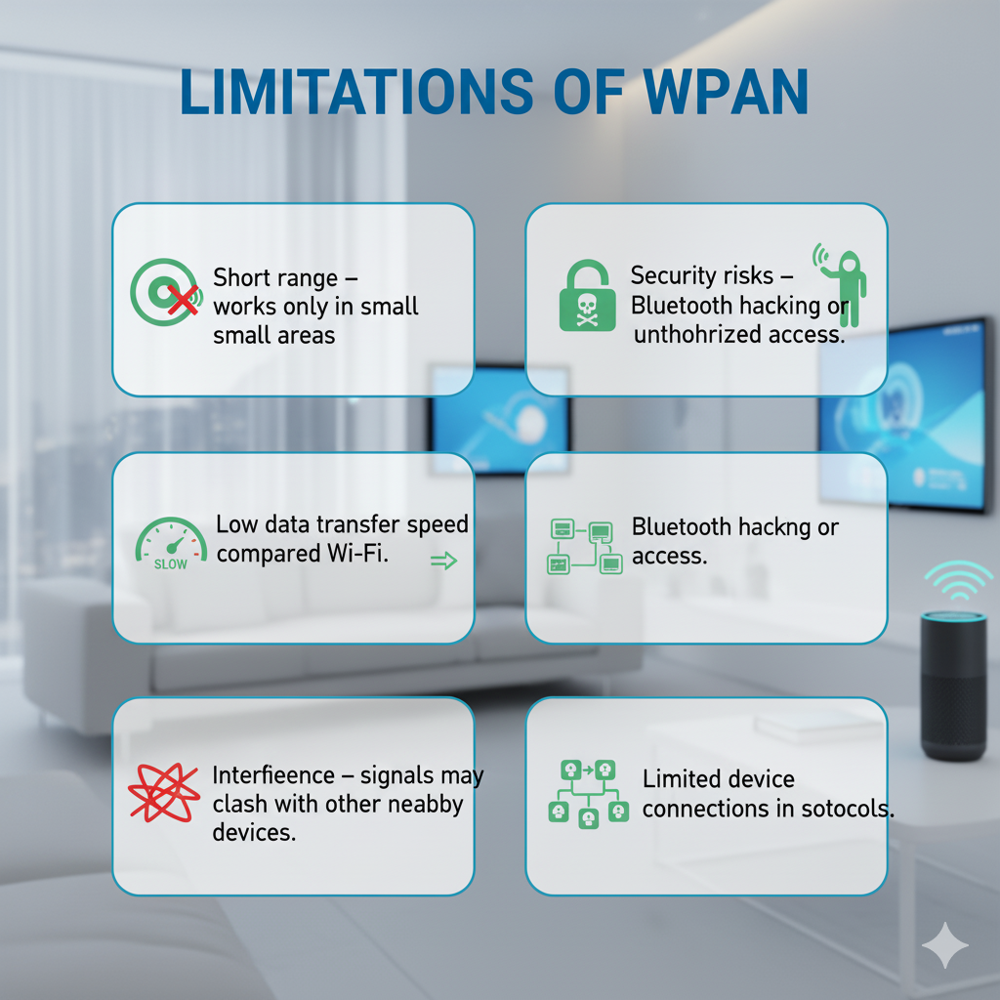 LIMITATIONS OF WPAN
Short range –
works only in small
small areas
Security risks –
Bluetooth hacking or
unthohrized access.
Low data transfer speed
compared Wi-Fi.
SLOW
Bluetooth hackng or
access.
Interfieence – signals may
clash with other neabby
devices.
Limited device
connections in sotocols.